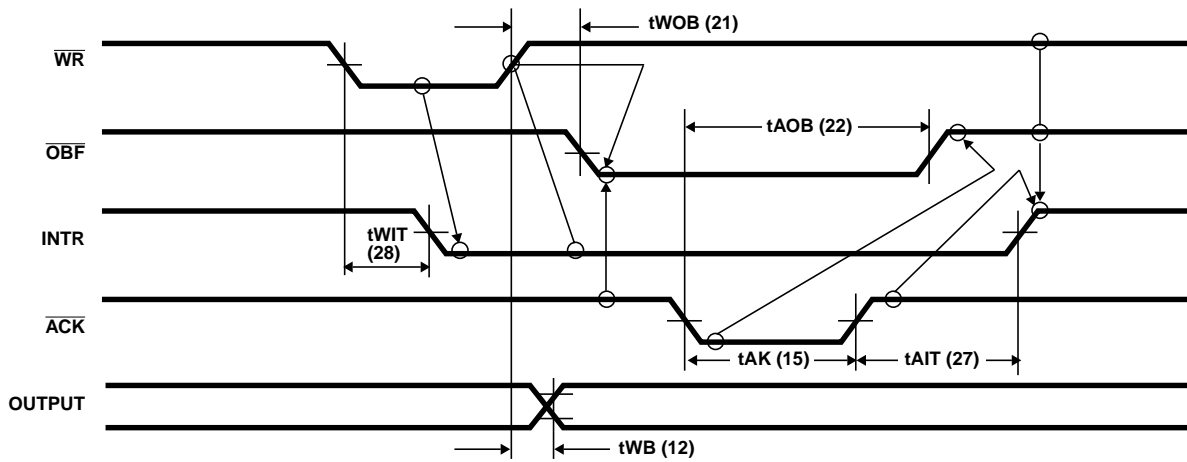 tWOB (21)
WR
tAOB (22)
OBF
tWIT
(28)
INTR
ACK
tAK (15)
tAIT (27)
OUTPUT
tWB (12)